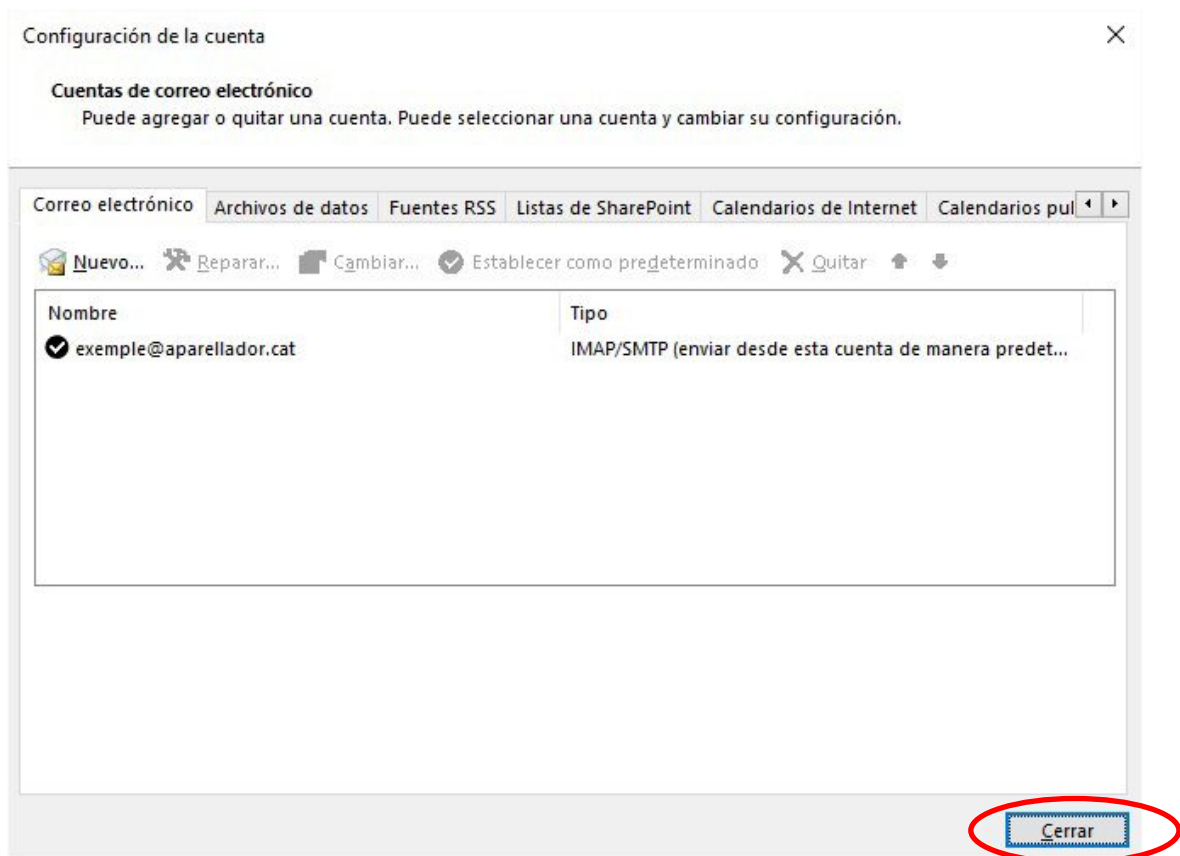 Configuración de la cuenta
Cuentas de correo electrónico
Puede agregar o quitar una cuenta. Puede seleccionar una cuenta y cambiar su configuración.
Correo electrónico Archivos de datos Fuentes RSS Listas de SharePoint Calendarios de Internet Calendarios pul
Nuevo... Reparar... Cambiar... Establecer como predeterminado Quitar
Nombre Tipo
exemple@aparellador.cat IMAP/SMTP (enviar desde esta cuenta de manera predet...
Cerrar